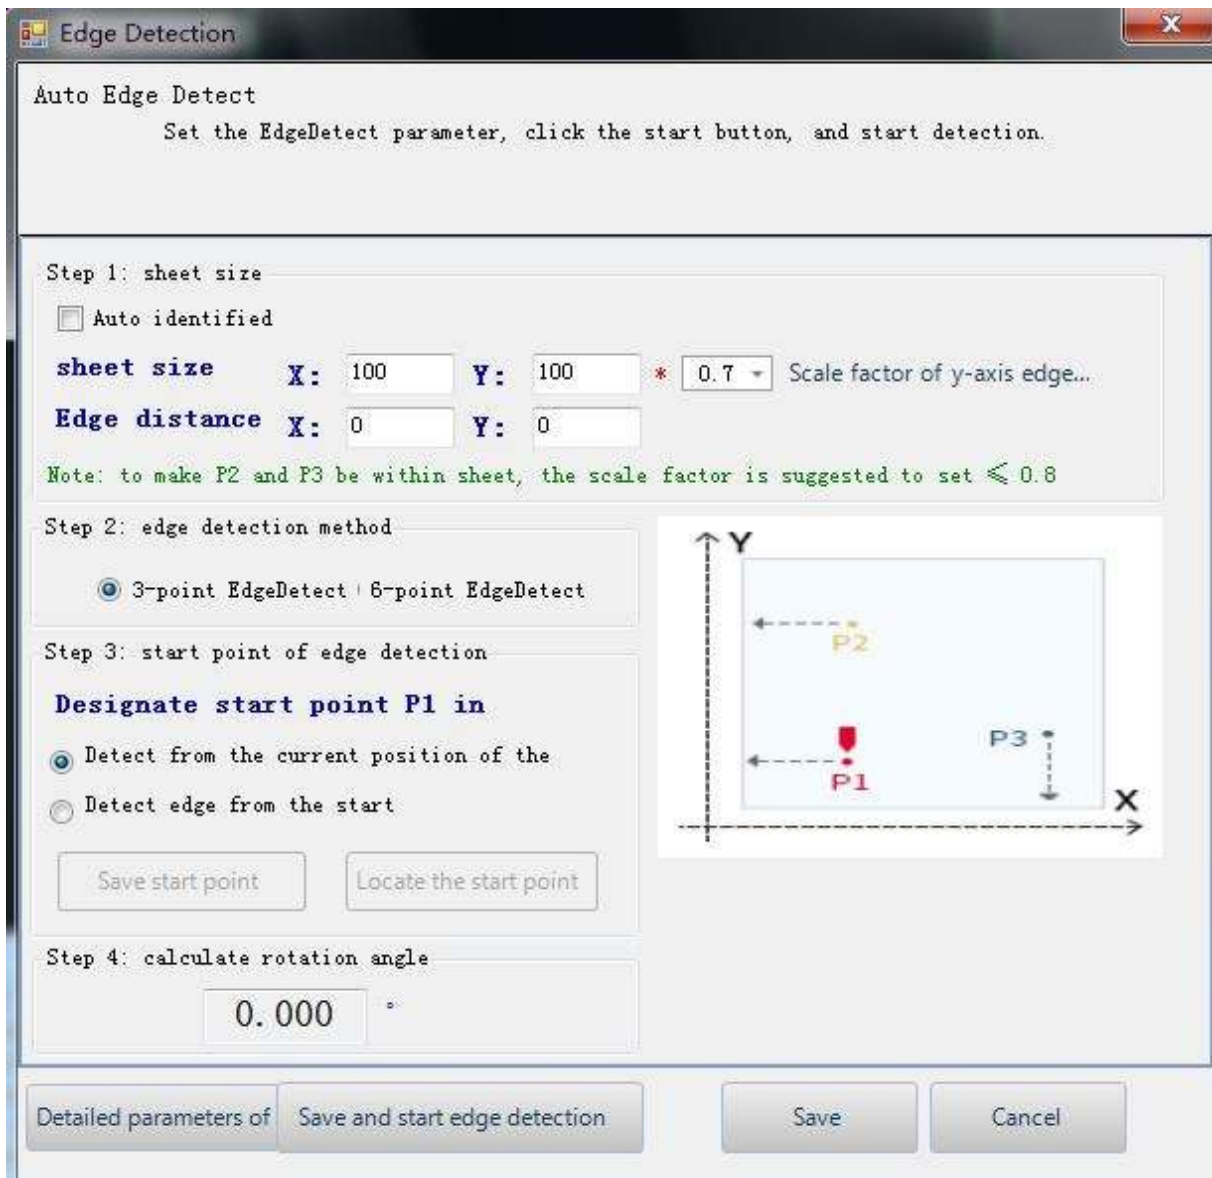 Edge Detection
Auto Edge Detect
Set the EdgeDetect parameter, click the start button, and start detection.
Step 1: sheet size
Auto identified
sheet size X: 100 Y: 100 * 0.7 Scale factor of y-axis edge...
Edge distance X: 0 Y: 0
Note: to make P2 and P3 be within sheet, the scale factor is suggested to set ≤ 0.8
Step 2: edge detection method
3-point EdgeDetect 6-point EdgeDetect
Step 3: start point of edge detection
Designate start point P1 in
Detect from the current position of the
Detect edge from the start
Save start point Locate the start point
Y
P2
P3
P1
X
Step 4: calculate rotation angle
0.000 °
Detailed parameters of Save and start edge detection Save Cancel